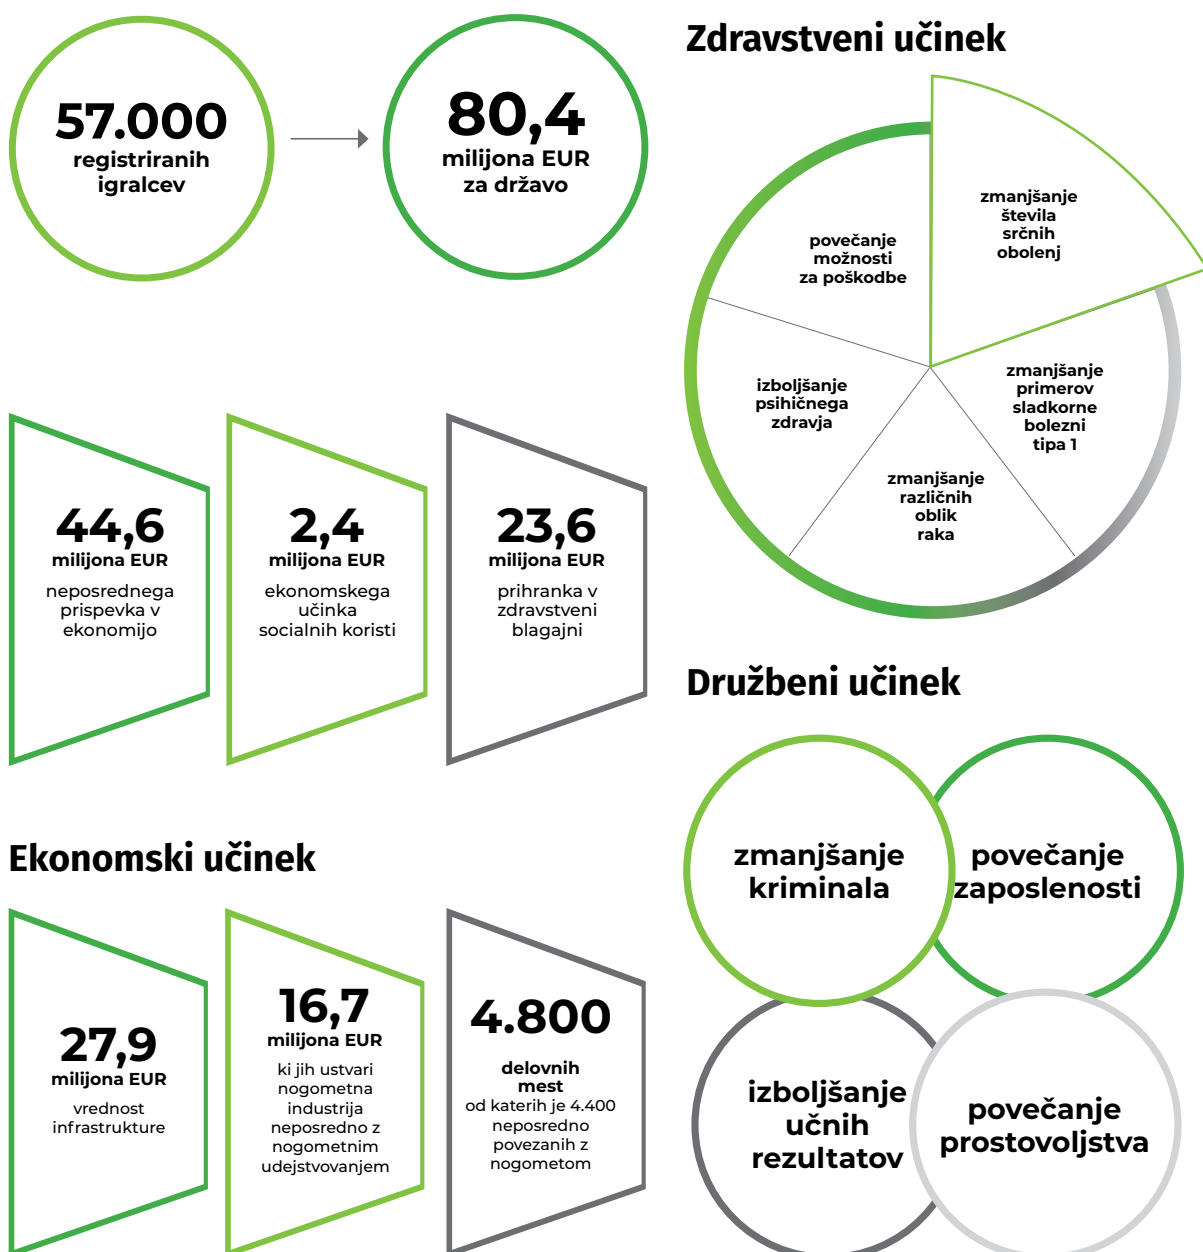 57.000
registriranih
igralcev
80,4
milijona EUR
za državo
44,6
milijona EUR
neposrednega
prispevka v
ekonomijo
2,4
milijona EUR
ekonomskega
učinka
socialnih koristi
23,6
milijona EUR
prihranka v
zdravstveni
blagajni
Ekonomski učinek
27,9
milijona EUR
vrednost
infrastrukture
16,7
milijona EUR
ki jih ustvari
nogometna
industrija
neposredno z
nogometnim
udejstvovanjem
4.800
delovnih
mest
od katerih je 4.400
neposredno
povezanih z
nogometom
Zdravstveni učinek
zmanjšanje
števila
srčnih
obolenj
povečanje
možnosti
za poškodbe
izboljšanje
psihičnega
zdravja
zmanjšanje
primerov
sladkorne
bolezni
tipa 1
zmanjšanje
različnih
oblik
raka
Družbeni učinek
zmanjšanje
kriminala
povečanje
zaposlenosti
izboljšanje
učnih
rezultatov
povečanje
prostovoljstva